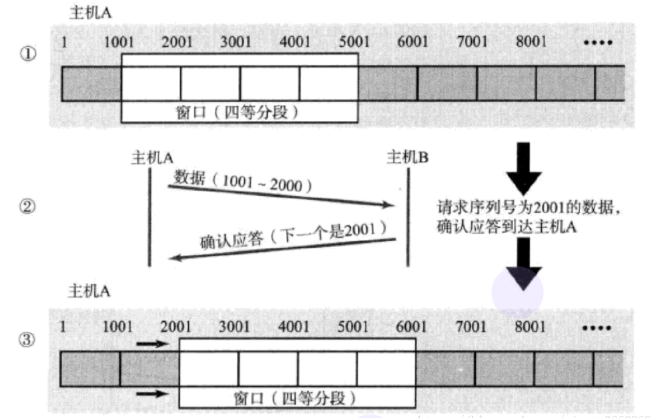 主机A
① 1 1001 2001 3001 4001 5001 6001 7001 8001 ····
窗口（四等分段）
主机A 主机B
② 数据（1001~2000）
请求序列号为2001的数据，
确认应答到达主机A
确认应答（下一个是2001）
主机A
③ 1 1001 2001 3001 4001 5001 6001 7001 8001 ····
窗口（四等分段）